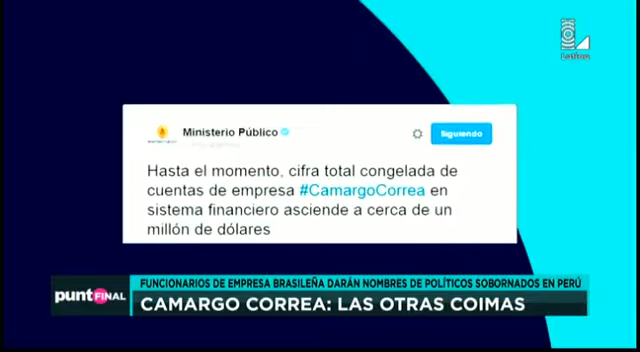 Latina
Ministerio Público
Siguiendo
Hasta el momento, cifra total congelada de
cuentas de empresa #CamargoCorrea en
sistema financiero asciende a cerca de un
millón de dólares
FUNCIONARIOS DE EMPRESA BRASILEÑA DARÁN NOMBRES DE POLÍTICOS SOBORNADOS EN PERÚ
puntFINAL
CAMARGO CORREA: LAS OTRAS COIMAS